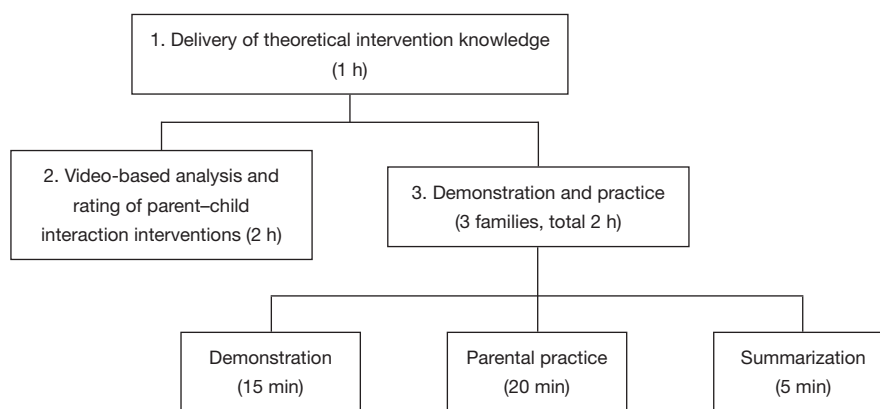 1. Delivery of theoretical intervention knowledge
(1 h)
2. Video-based analysis and
rating of parent–child
interaction interventions (2 h)
3. Demonstration and practice
(3 families, total 2 h)
Demonstration
(15 min)
Parental practice
(20 min)
Summarization
(5 min)